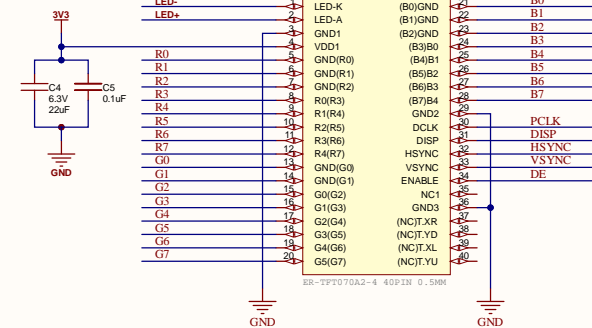 LED-
LED+
3V3
C4
6.3V
22uF
C5
0.1uF
GND
R0
R1
R2
R3
R4
R5
R6
R7
G0
G1
G2
G3
G4
G5
G6
G7
2
3
4
5
6
7
8
9
10
11
12
13
14
15
16
17
18
19
20
LED-K
LED-A
GND1
VDD1
GND(R0)
GND(R1)
GND(R2)
R0(R3)
R1(R4)
R2(R5)
R3(R6)
R4(R7)
GND(G0)
GND(G1)
G0(G2)
G1(G3)
G2(G4)
G3(G5)
G4(G6)
G5(G7)
(B0)GND
(B1)GND
(B2)GND
(B3)B0
(B4)B1
(B5)B2
(B6)B3
(B7)B4
GND2
DCLK
DISP
HSYNC
VSYNC
ENABLE
NC1
GND3
(NC)T.XR
(NC)T.YD
(NC)T.XL
(NC)T.YU
21
22
23
24
25
26
27
28
29
30
31
32
33
34
35
36
37
38
39
40
B0
B1
B2
B3
B4
B5
B6
B7
PCLK
DISP
HSYNC
VSYNC
DE
ER-TFT070A2-4 40PIN 0.5MM
GND
GND